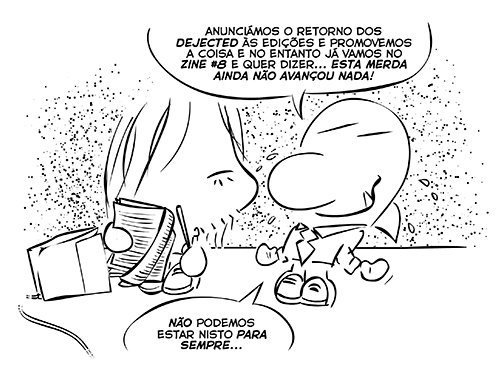 ANUNCIÁMOS O RETORNO DOS
DEJECTED ÀS EDIÇÕES E PROMOVEMOS
A COISA E NO ENTANTO JÁ VAMOS NO
ZINE #8 E QUER DIZER... ESTA MERDA
AINDA NÃO AVANÇOU NADA!
NÃO PODEMOS
ESTAR NISTO PARA
SEMPRE...